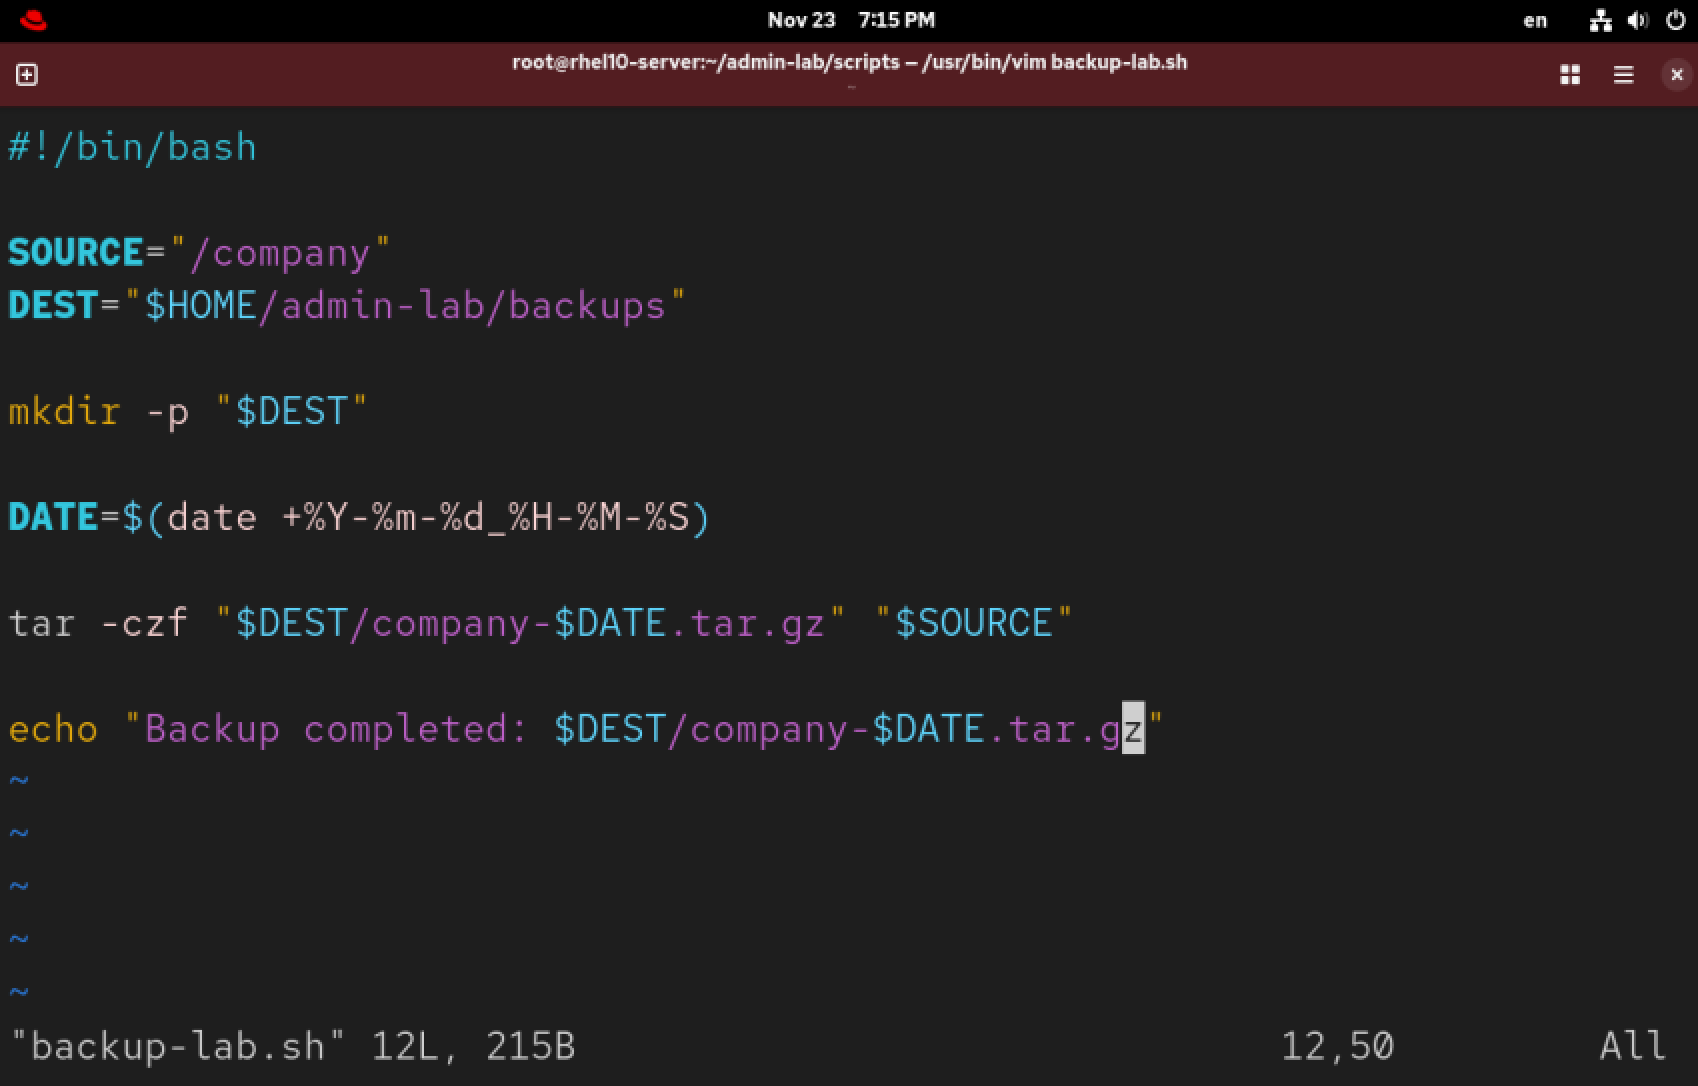 Nov 23 7:15 PM
en
root@rhel10-server:~/admin-lab/scripts – /usr/bin/vim backup-lab.sh
~
#!/bin/bash
SOURCE="/company"
DEST="$HOME/admin-lab/backups"
mkdir -p "$DEST"
DATE=$(date +%Y-%m-%d_%H-%M-%S)
tar -czf "$DEST/company-$DATE.tar.gz" "$SOURCE"
echo "Backup completed: $DEST/company-$DATE.tar.gz"
~
~
~
~
~
"backup-lab.sh" 12L, 215B 12,50 All